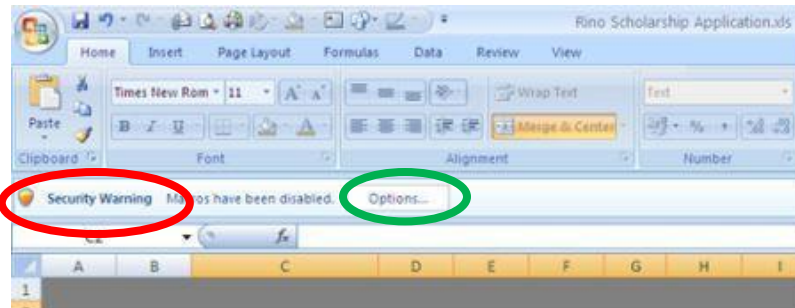 Rino Scholarship Application.xls
Home Insert Page Layout Formulas Data Review View
Times New Rom 11 A A Wrap Text Text
Paste B I U A Merge & Center %
Clipboard Font Alignment Number
Security Warning Macros have been disabled. Options...
C2 fx
A B C D E F G H I
1